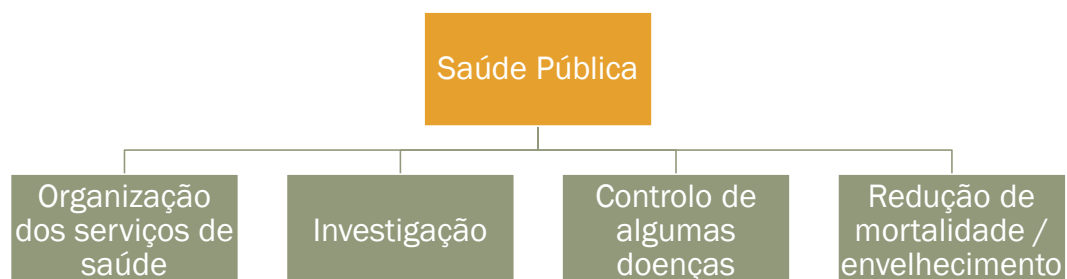 Saúde Pública
Organização
dos serviços de
saúde
Investigação
Controlo de
algumas
doenças
Redução de
mortalidade /
envelhecimento